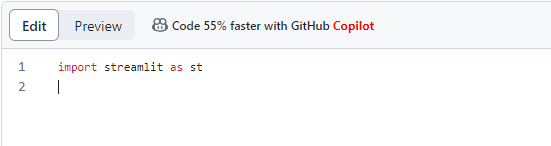 Edit Preview Code 55% faster with GitHub Copilot
1 import streamlit as st
2